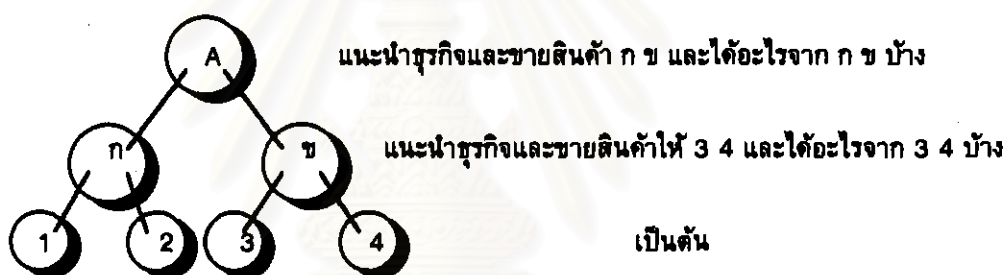 A แนะนำธุรกิจและขายสินค้า ก ข และได้อะไรจาก ก ข บ้าง
ก ข แนะนำธุรกิจและขายสินค้าให้ 3 4 และได้อะไรจาก 3 4 บ้าง
1 2 3 4 เป็นต้น